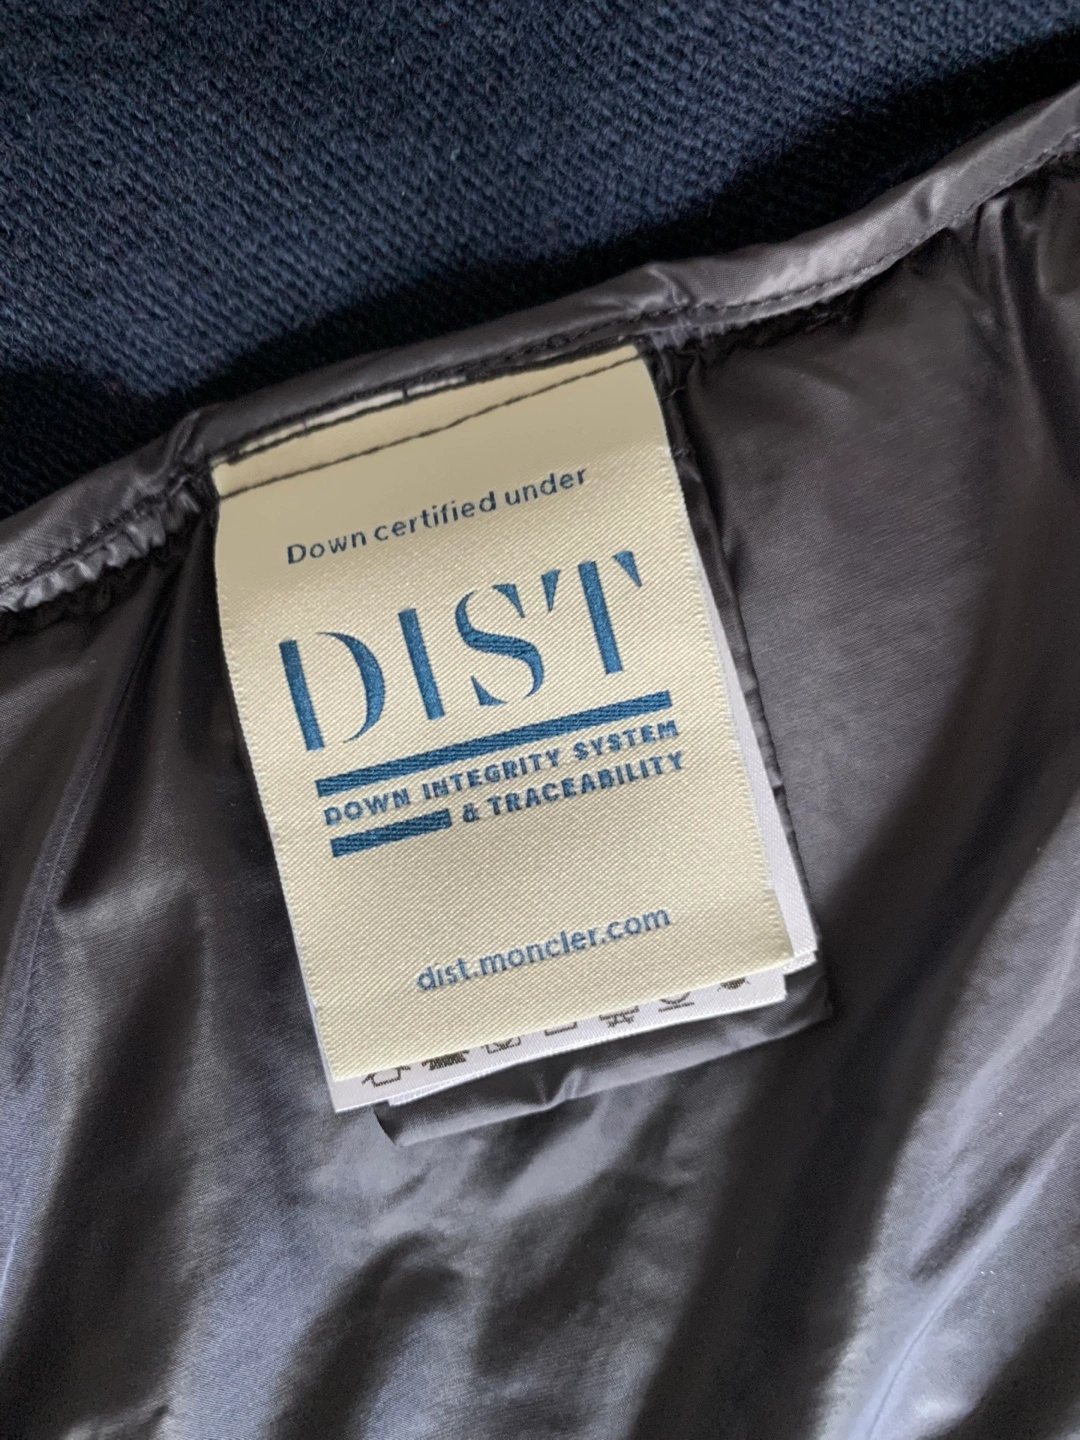 Down certified under
DIST
DOWN INTEGRITY SYSTEM
& TRACEABILITY
dist.moncler.com